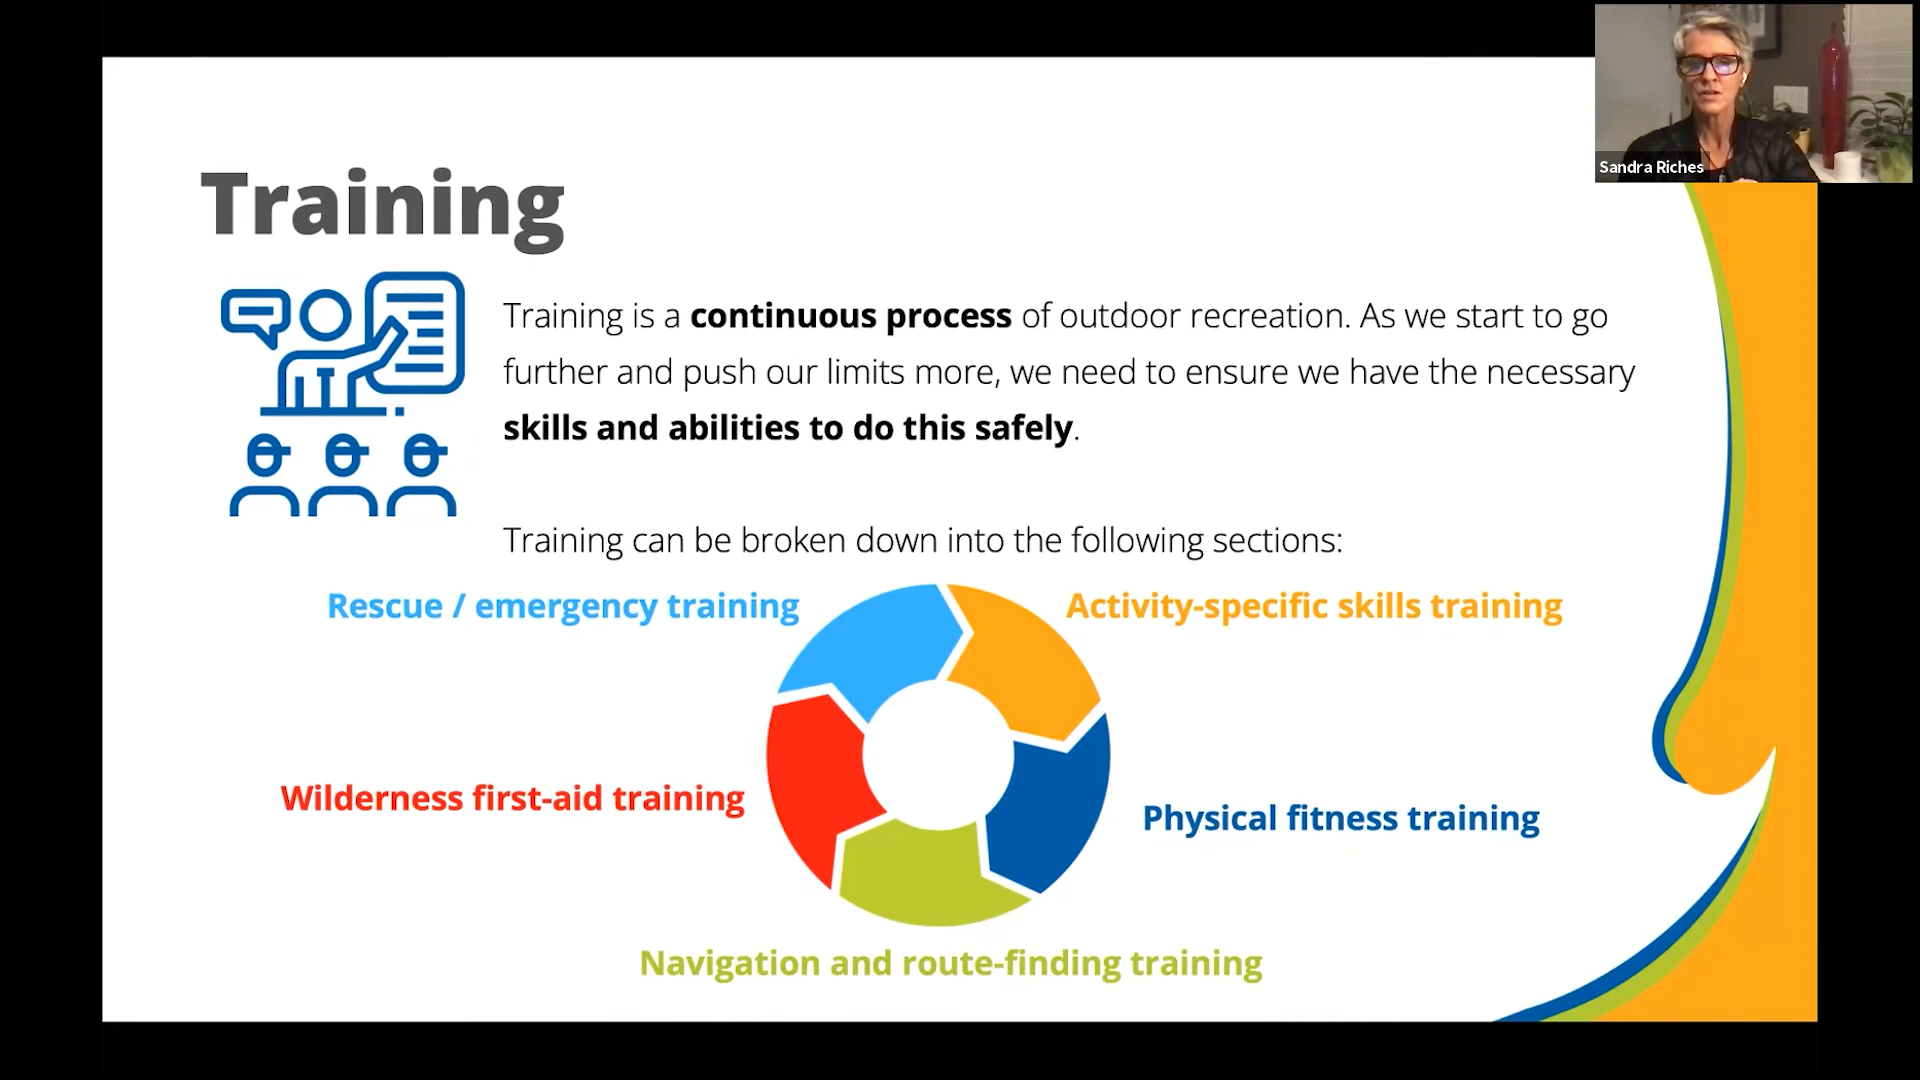 Sandra Riches
Training
Training is a continuous process of outdoor recreation. As we start to go
further and push our limits more, we need to ensure we have the necessary
skills and abilities to do this safely.
Training can be broken down into the following sections:
Rescue / emergency training
Activity-specific skills training
Wilderness first-aid training
Physical fitness training
Navigation and route-finding training